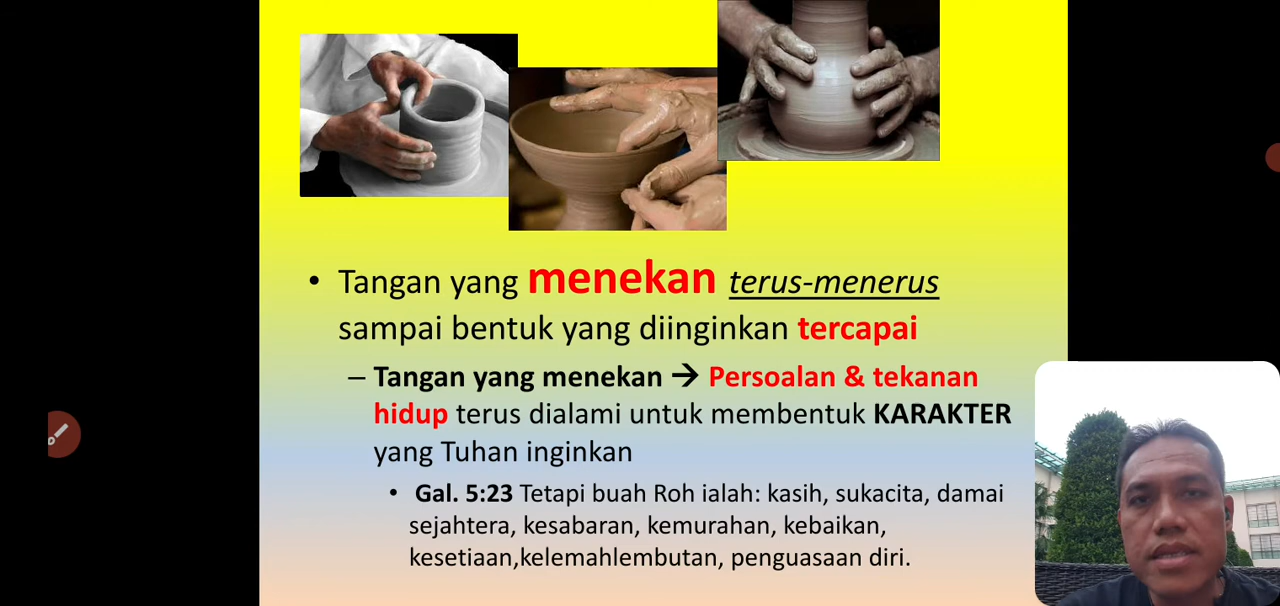 • Tangan yang menekan terus-menerus
sampai bentuk yang diinginkan tercapai
– Tangan yang menekan → Persoalan & tekanan
hidup terus dialami untuk membentuk KARAKTER
yang Tuhan inginkan
• Gal. 5:23 Tetapi buah Roh ialah: kasih, sukacita, damai
sejahtera, kesabaran, kemurahan, kebaikan,
kesetiaan,kelemahlembutan, penguasaan diri.